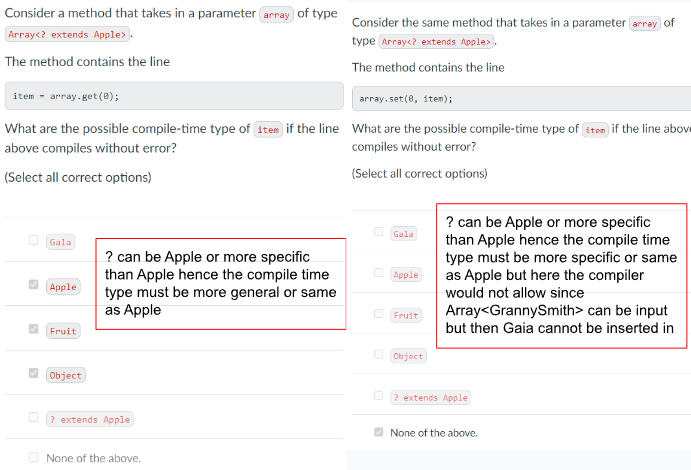 Consider a method that takes in a parameter array of type
Array<? extends Apple>.
The method contains the line
item = array.get(0);
What are the possible compile-time type of item if the line
above compiles without error?
(Select all correct options)
Gala
Apple
Fruit
Object
? extends Apple
None of the above.
? can be Apple or more specific
than Apple hence the compile time
type must be more general or same
as Apple
Consider the same method that takes in a parameter array of
type Array<? extends Apple>.
The method contains the line
array.set(0, item);
What are the possible compile-time type of item if the line above
compiles without error?
(Select all correct options)
Gala
Apple
Fruit
Object
? extends Apple
None of the above.
? can be Apple or more specific
than Apple hence the compile time
type must be more specific or same
as Apple but here the compiler
would not allow since
Array<GrannySmith> can be input
but then Gaia cannot be inserted in